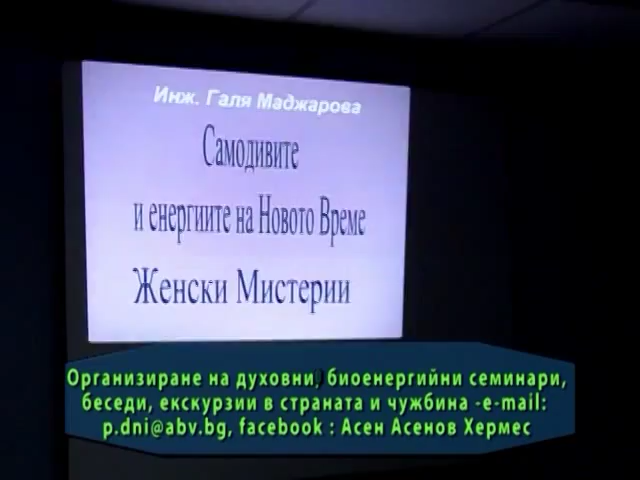 Инж. Галя Маджарова
Самодивите
и енергиите на Новото Време
Женски Мистерии
Организиране на духовни, биоенергийни семинари,
беседи, екскурзии в страната и чужбина -e-mail:
p.dni@abv.bg, facebook : Асен Асенов Хермес